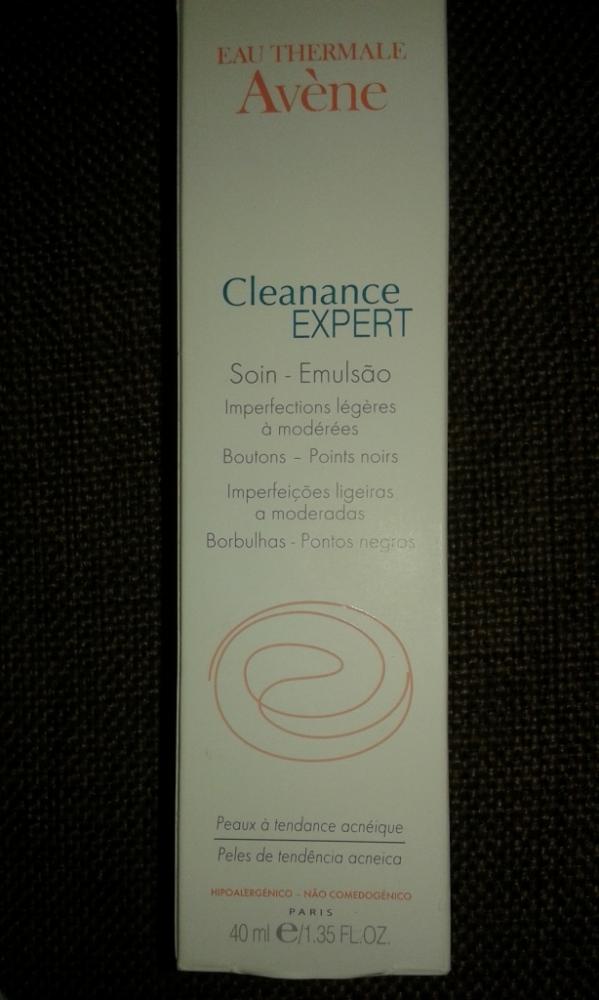 EAU THERMALE
Avène
Cleanance
EXPERT
Soin - Emulsão
Imperfections légères
à modérées
Boutons – Points noirs
Imperfeições ligeiras
a moderadas
Borbulhas - Pontos negros
Peaux à tendance acnéique
Peles de tendência acneica
HIPOALERGÉNICO - NÃO COMEDOGÉNICO
PARIS
40 ml e/1.35 FL.OZ.